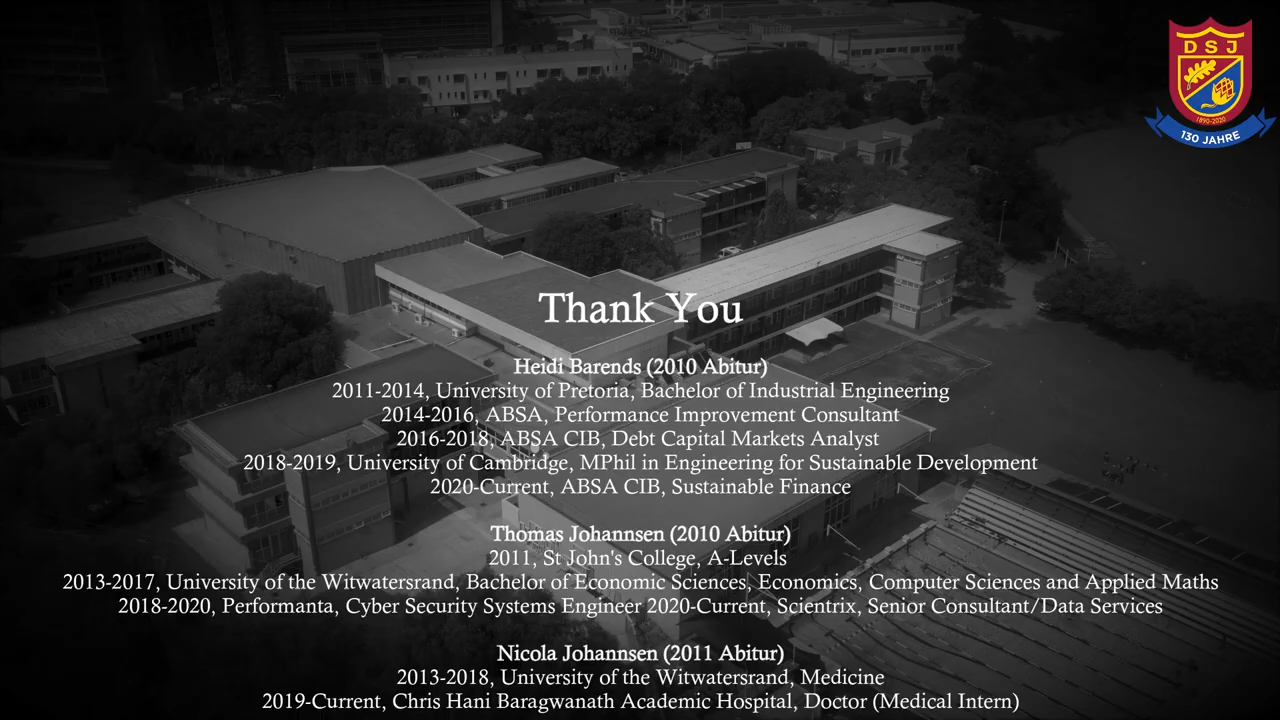 DSJ
1890-2020
130 JAHRE
Thank You
Heidi Barends (2010 Abitur)
2011-2014, University of Pretoria, Bachelor of Industrial Engineering
2014-2016, ABSA, Performance Improvement Consultant
2016-2018, ABSA CIB, Debt Capital Markets Analyst
2018-2019, University of Cambridge, MPhil in Engineering for Sustainable Development
2020-Current, ABSA CIB, Sustainable Finance
Thomas Johannsen (2010 Abitur)
2011, St John's College, A-Levels
2013-2017, University of the Witwatersrand, Bachelor of Economic Sciences, Economics, Computer Sciences and Applied Maths
2018-2020, Performanta, Cyber Security Systems Engineer 2020-Current, Scientrix, Senior Consultant/Data Services
Nicola Johannsen (2011 Abitur)
2013-2018, University of the Witwatersrand, Medicine
2019-Current, Chris Hani Baragwanath Academic Hospital, Doctor (Medical Intern)